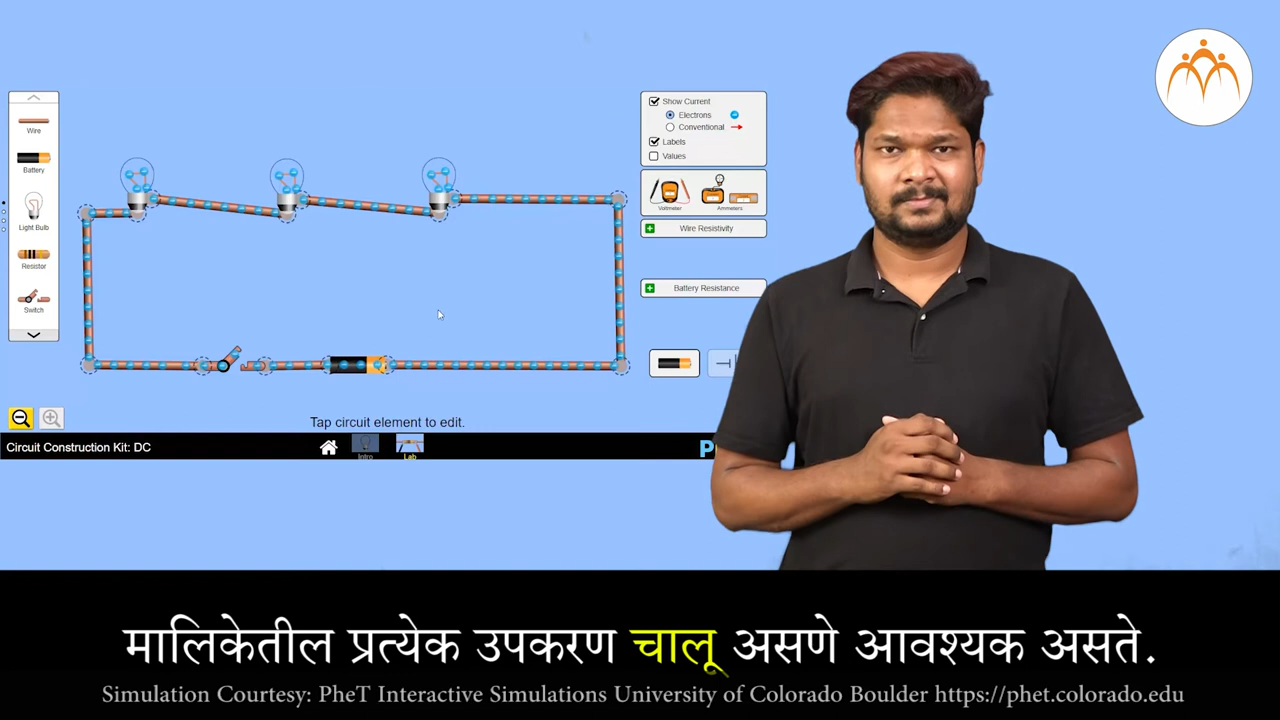 Show Current
Electrons
Conventional
Labels
Values
Wire
Battery
Light Bulb
Resistor
Switch
Voltmeter
Ammeters
Wire Resistivity
Battery Resistance
Tap circuit element to edit.
Circuit Construction Kit: DC
Intro
Lab
मालिकेतील प्रत्येक उपकरण चालू असणे आवश्यक असते.
Simulation Courtesy: PheT Interactive Simulations University of Colorado Boulder https://phet.colorado.edu